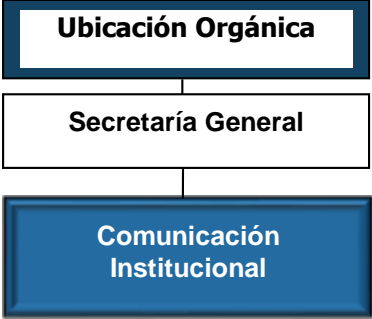 Ubicación Orgánica
Secretaría General
Comunicación
Institucional